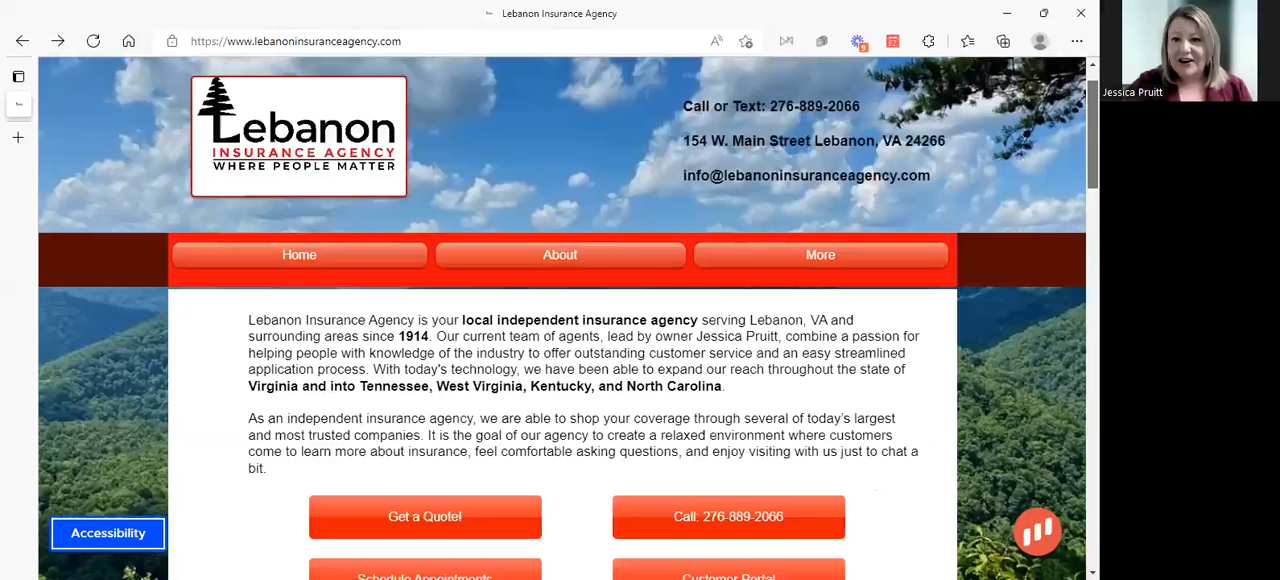 Lebanon Insurance Agency
https://www.lebanoninsuranceagency.com
9
Jessica Pruitt
Lebanon
INSURANCE AGENCY
WHERE PEOPLE MATTER
Call or Text: 276-889-2066
154 W. Main Street Lebanon, VA 24266
info@lebanoninsuranceagency.com
Home
About
More
Lebanon Insurance Agency is your local independent insurance agency serving Lebanon, VA and
surrounding areas since 1914. Our current team of agents, lead by owner Jessica Pruitt, combine a passion for
helping people with knowledge of the industry to offer outstanding customer service and an easy streamlined
application process. With today's technology, we have been able to expand our reach throughout the state of
Virginia and into Tennessee, West Virginia, Kentucky, and North Carolina.
As an independent insurance agency, we are able to shop your coverage through several of today's largest
and most trusted companies. It is the goal of our agency to create a relaxed environment where customers
come to learn more about insurance, feel comfortable asking questions, and enjoy visiting with us just to chat a
bit.
Get a Quote!
Call: 276-889-2066
Accessibility
Schedule Appointments
Customer Portal